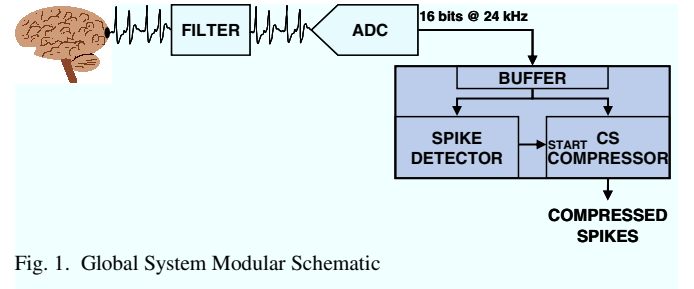 FILTER
ADC
16 bits @ 24 kHz
BUFFER
SPIKE
DETECTOR
START
CS
COMPRESSOR
COMPRESSED
SPIKES
Fig. 1. Global System Modular Schematic